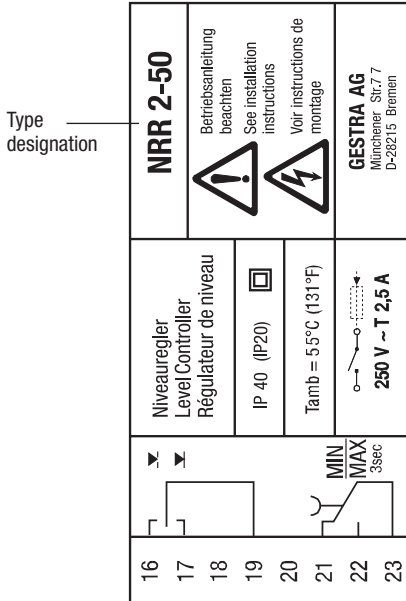 Type
designation
NRR 2-50
Betriebsanleitung
beachten
See installation
instructions
Voir instructions de
montage
GESTRA AG
Münchener Str.7 7
D-28215 Bremen
Niveauregler
Level Controller
Régulateur de niveau
IP 40 (IP20)
Tamb = 55°C (131°F)
250 V ~ T 2,5 A
MIN
MAX
3sec
16
17
18
19
20
21
22
23